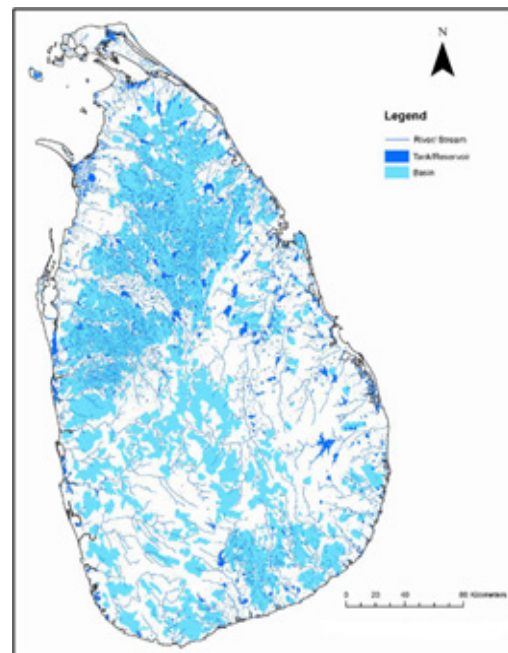 N
Legend
River/ Stream
Tank/Reservoir
Basin
0 20 40 80 Kilometers